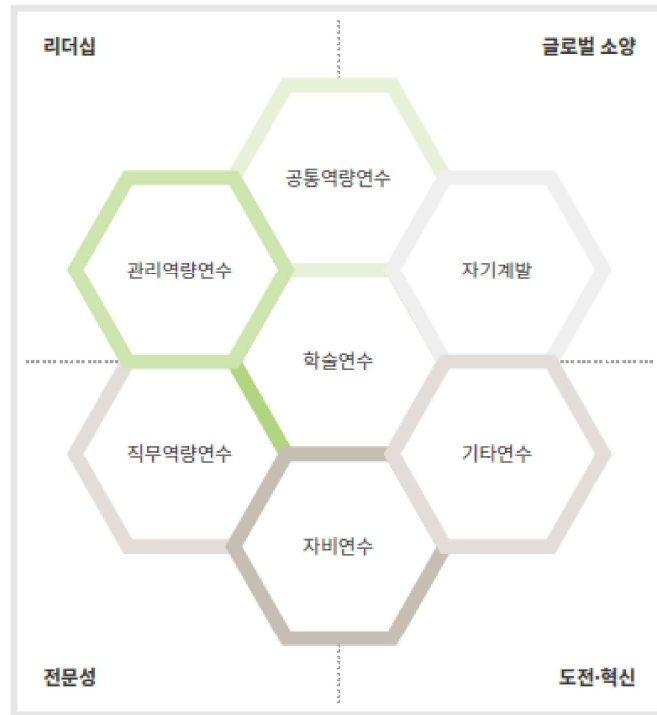 리더십
글로벌 소양
공통역량연수
관리역량연수
자기계발
학술연수
직무역량연수
기타연수
자비연수
전문성
도전·혁신